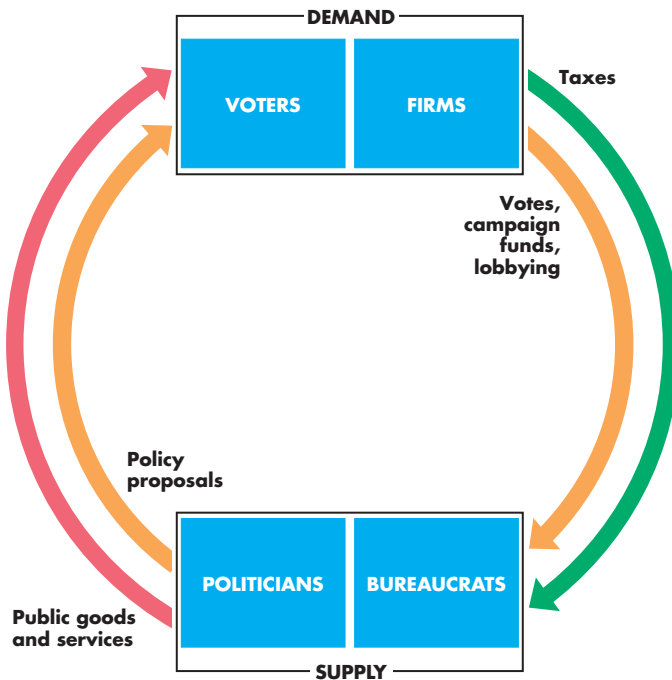 DEMAND
VOTERS
FIRMS
Taxes
Votes,
campaign
funds,
lobbying
Policy
proposals
POLITICIANS
BUREAUCRATS
Public goods
and services
SUPPLY